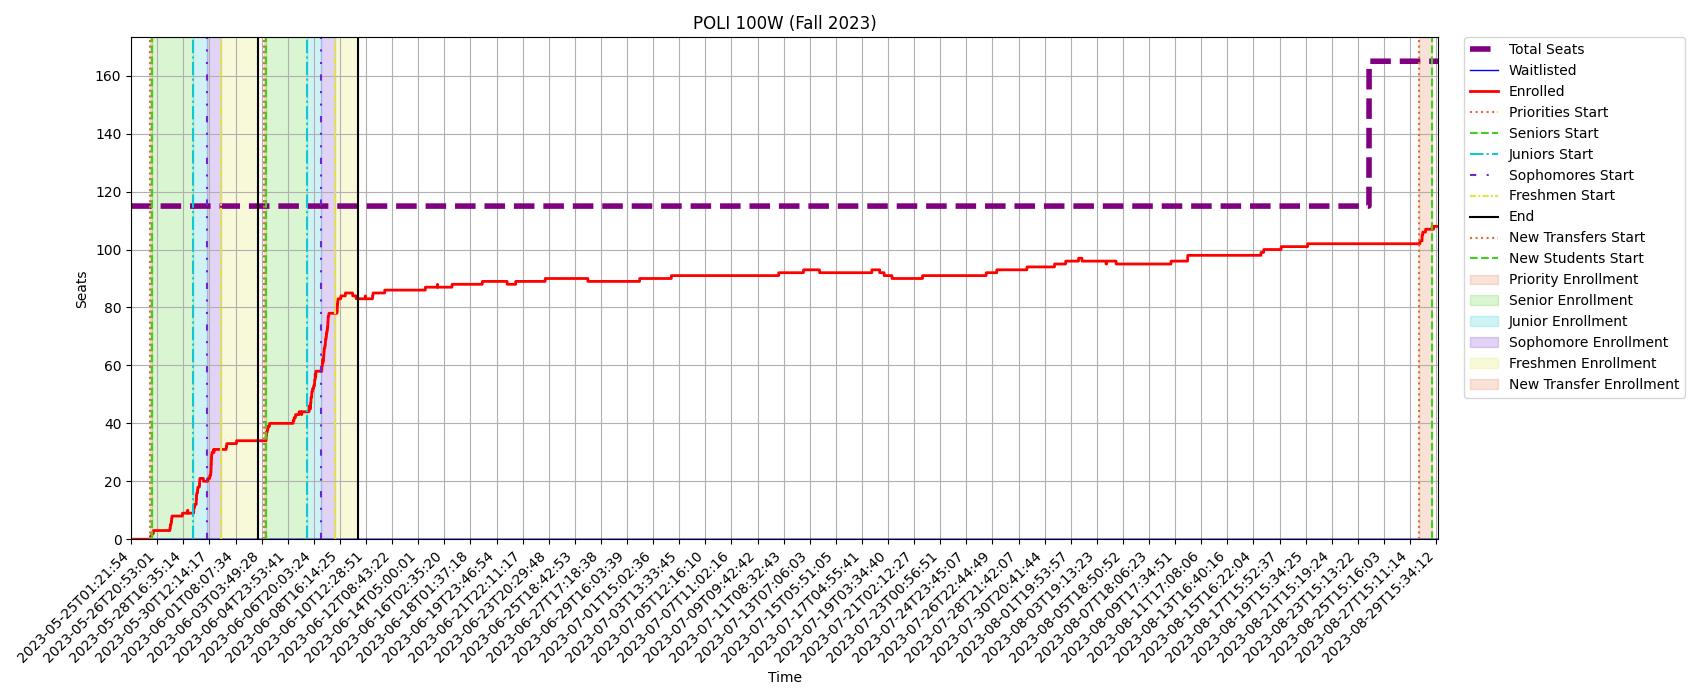 POLI 100W (Fall 2023)
Seats
160
140
120
100
80
60
40
20
0
2023-05-25T01:21:54
2023-05-26T20:53:01
2023-05-28T16:35:14
2023-05-30T12:14:17
2023-06-01T08:07:34
2023-06-03T03:49:28
2023-06-04T23:53:41
2023-06-06T20:03:24
2023-06-08T16:14:25
2023-06-10T12:28:51
2023-06-12T08:43:22
2023-06-14T05:00:01
2023-06-16T02:35:20
2023-06-18T01:37:18
2023-06-19T23:46:54
2023-06-21T22:11:17
2023-06-23T20:29:48
2023-06-25T18:42:53
2023-06-27T17:18:38
2023-06-29T16:03:39
2023-07-01T15:02:36
2023-07-03T13:33:45
2023-07-05T12:16:10
2023-07-07T11:02:16
2023-07-09T09:42:42
2023-07-11T08:32:43
2023-07-13T07:06:03
2023-07-15T05:51:05
2023-07-17T04:55:41
2023-07-19T03:34:40
2023-07-21T02:12:27
2023-07-23T00:56:51
2023-07-24T23:45:07
2023-07-26T22:44:49
2023-07-28T21:42:07
2023-07-30T20:41:44
2023-08-01T19:53:57
2023-08-03T19:13:23
2023-08-05T18:50:52
2023-08-07T18:06:23
2023-08-09T17:34:51
2023-08-11T17:08:06
2023-08-13T16:40:16
2023-08-15T16:22:04
2023-08-17T15:52:37
2023-08-19T15:34:25
2023-08-21T15:19:24
2023-08-23T15:13:22
2023-08-25T15:16:03
2023-08-27T15:11:14
2023-08-29T15:34:12
Time
Total Seats
Waitlisted
Enrolled
Priorities Start
Seniors Start
Juniors Start
Sophomores Start
Freshmen Start
End
New Transfers Start
New Students Start
Priority Enrollment
Senior Enrollment
Junior Enrollment
Sophomore Enrollment
Freshmen Enrollment
New Transfer Enrollment